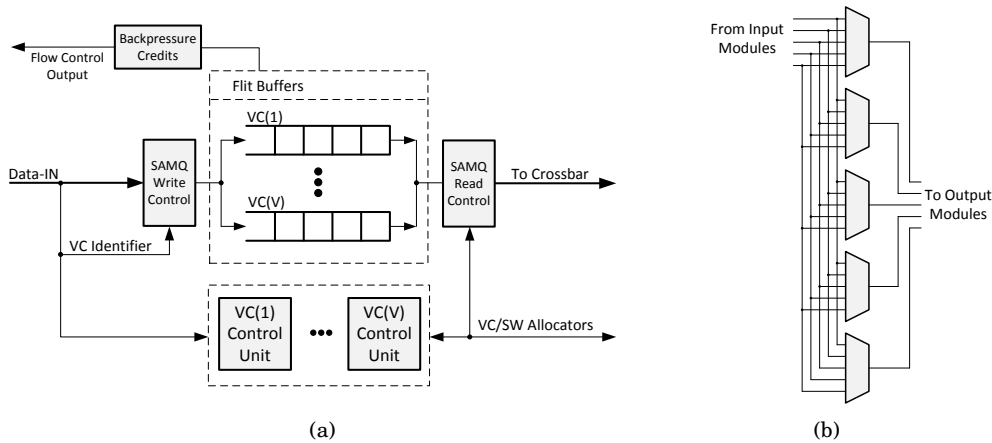 Backpressure
Credits
Flow Control
Output
Flit Buffers
VC(1)
Data-IN
SAMQ
Write
Control
SAMQ
Read
Control
To Crossbar
VC(V)
VC Identifier
VC(1)
Control
Unit
VC(V)
Control
Unit
VC/SW Allocators
(a)
From Input
Modules
To Output
Modules
(b)